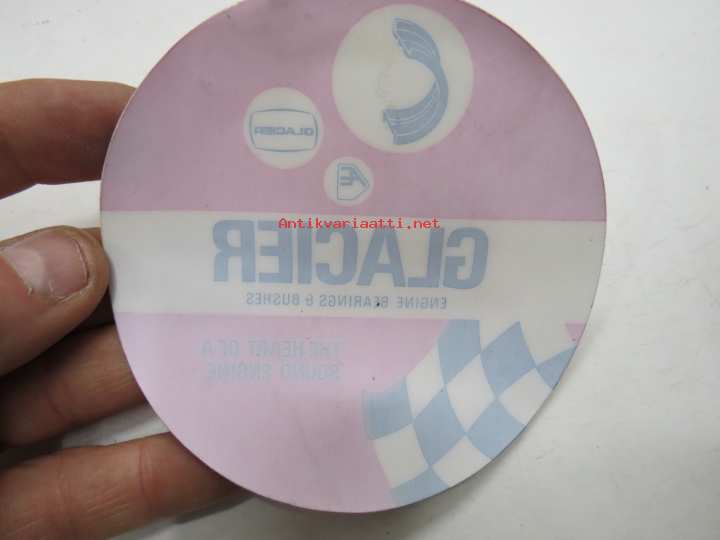 GLACIER
AE
Antikvariaatti.net
GLACIER
ENGINE BEARINGS & BUSHES
THE HEART OF A
SOUND ENGINE